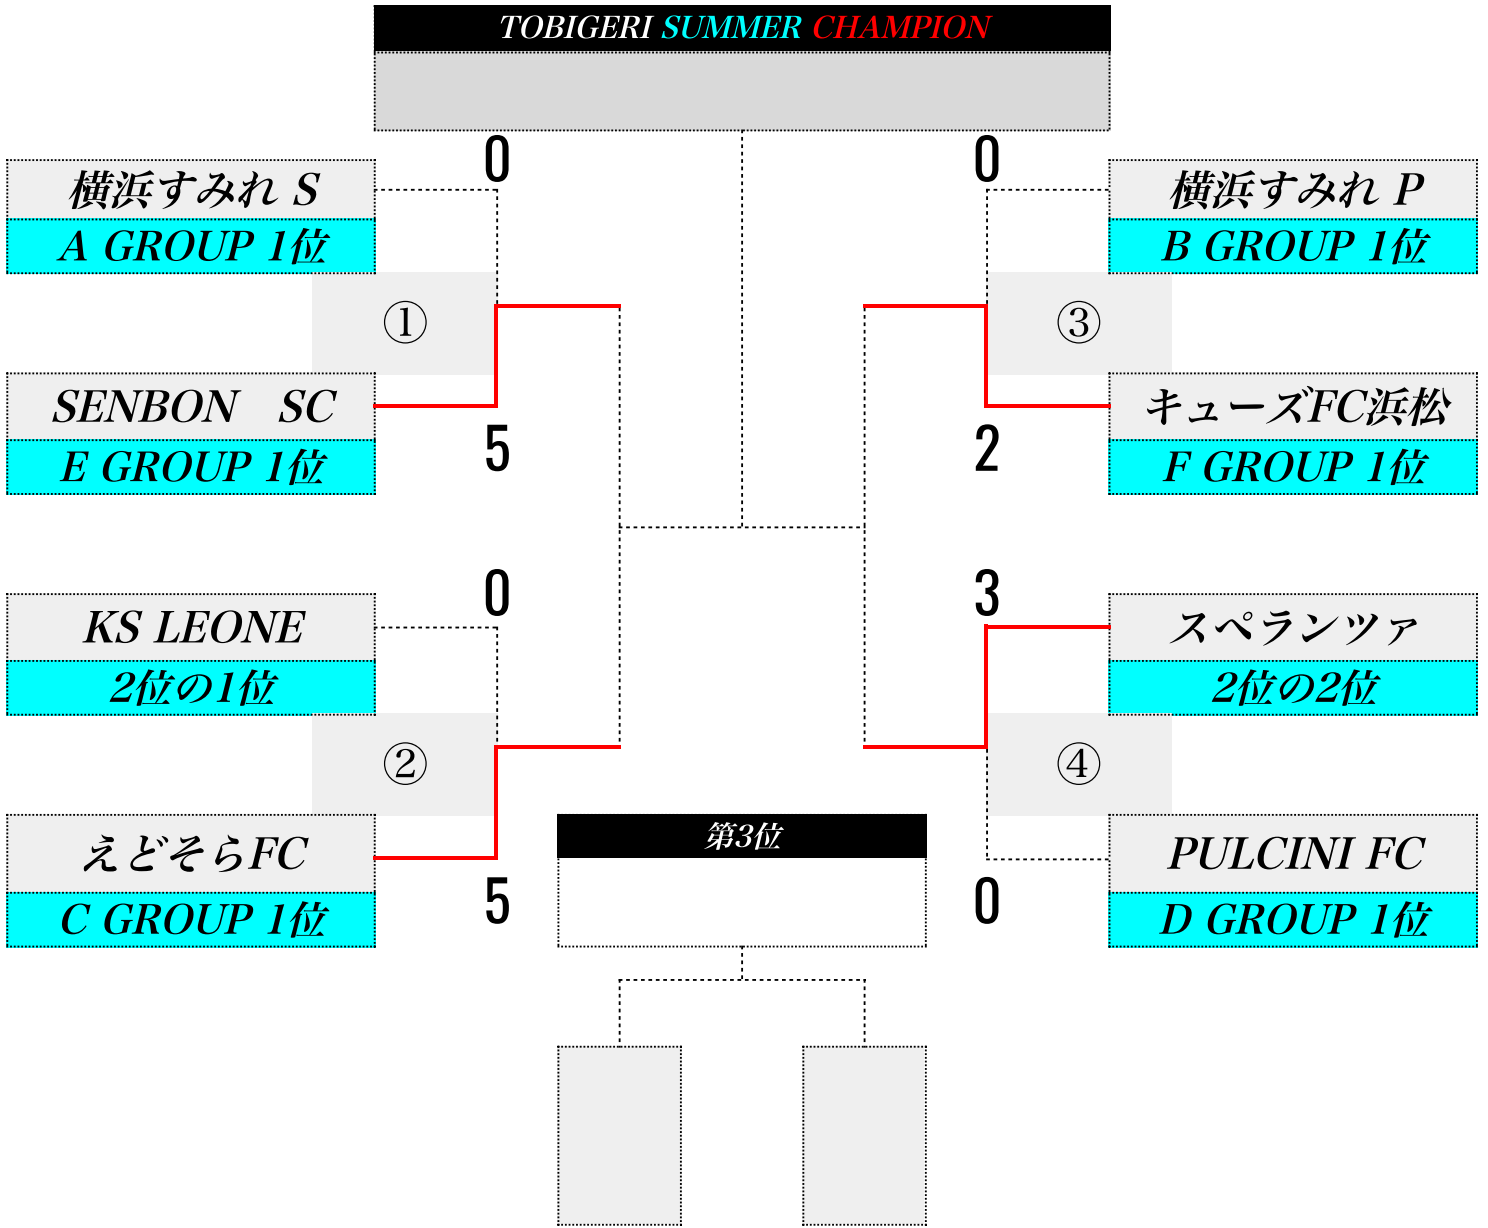 TOBIGERI SUMMER CHAMPION
0
0
横浜すみれ S
A GROUP 1位
横浜すみれ P
B GROUP 1位
①
③
SENBON　SC
E GROUP 1位
キューズFC浜松
F GROUP 1位
5
2
0
3
KS LEONE
2位の1位
スペランツァ
2位の2位
②
④
えどそらFC
C GROUP 1位
第3位
PULCINI FC
D GROUP 1位
5
0